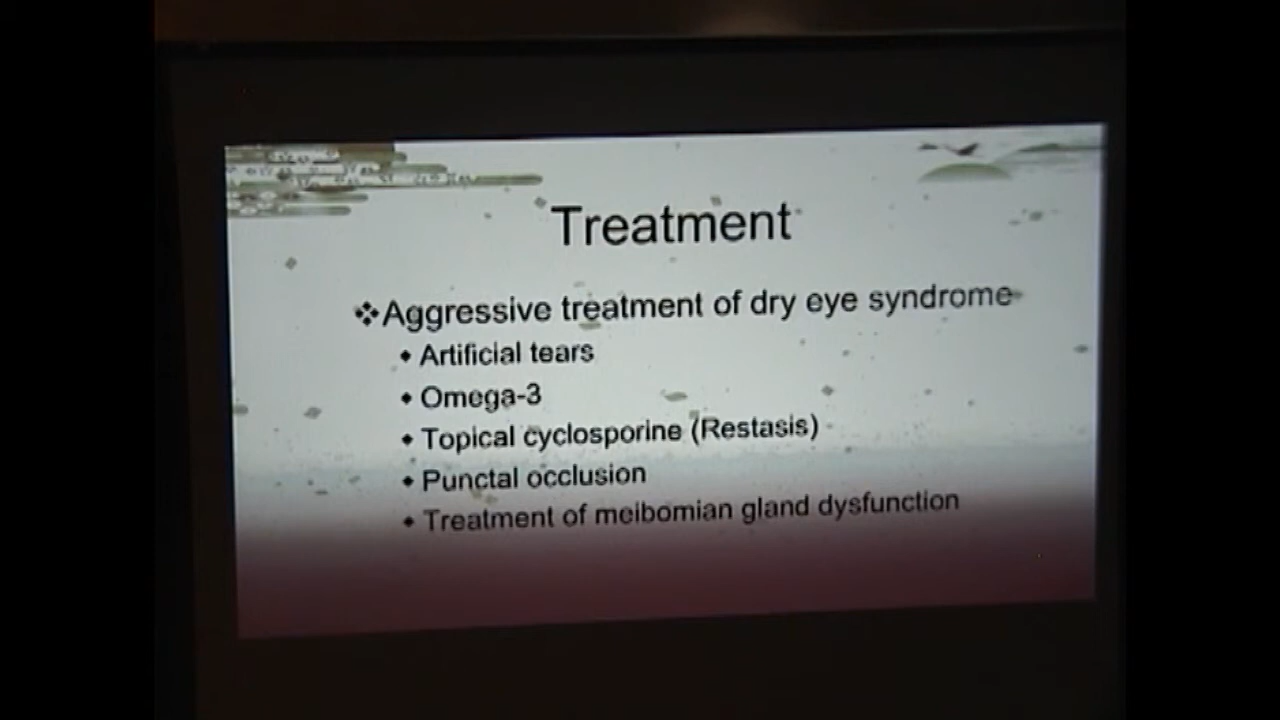 Treatment
❖Aggressive treatment of dry eye syndrome
• Artificial tears
• Omega-3
• Topical cyclosporine (Restasis)
• Punctal occlusion
• Treatment of meibomian gland dysfunction